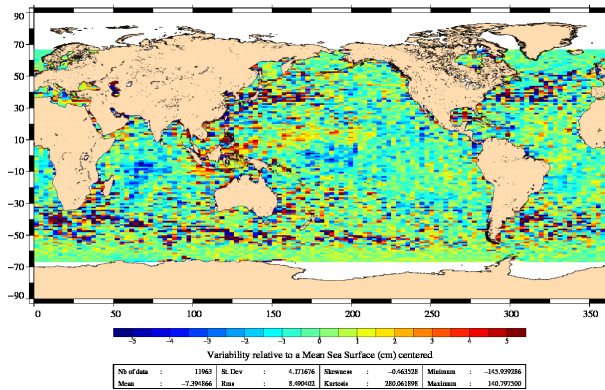 90
70
50
30
10
−10
−30
−50
−70
−90
0 50 100 150 200 250 300 350
−5 −4 −3 −2 −1 0 1 2 3 4 5
Variability relative to a Mean Sea Surface (cm) centered
Nb of data : 11963 St. Dev : 4.171676 Skewness : −0.463528 Minimum : −145.939286
Mean : −7.394866 Rms : 8.490402 Kurtosis : 280.061898 Maximum : 140.797500